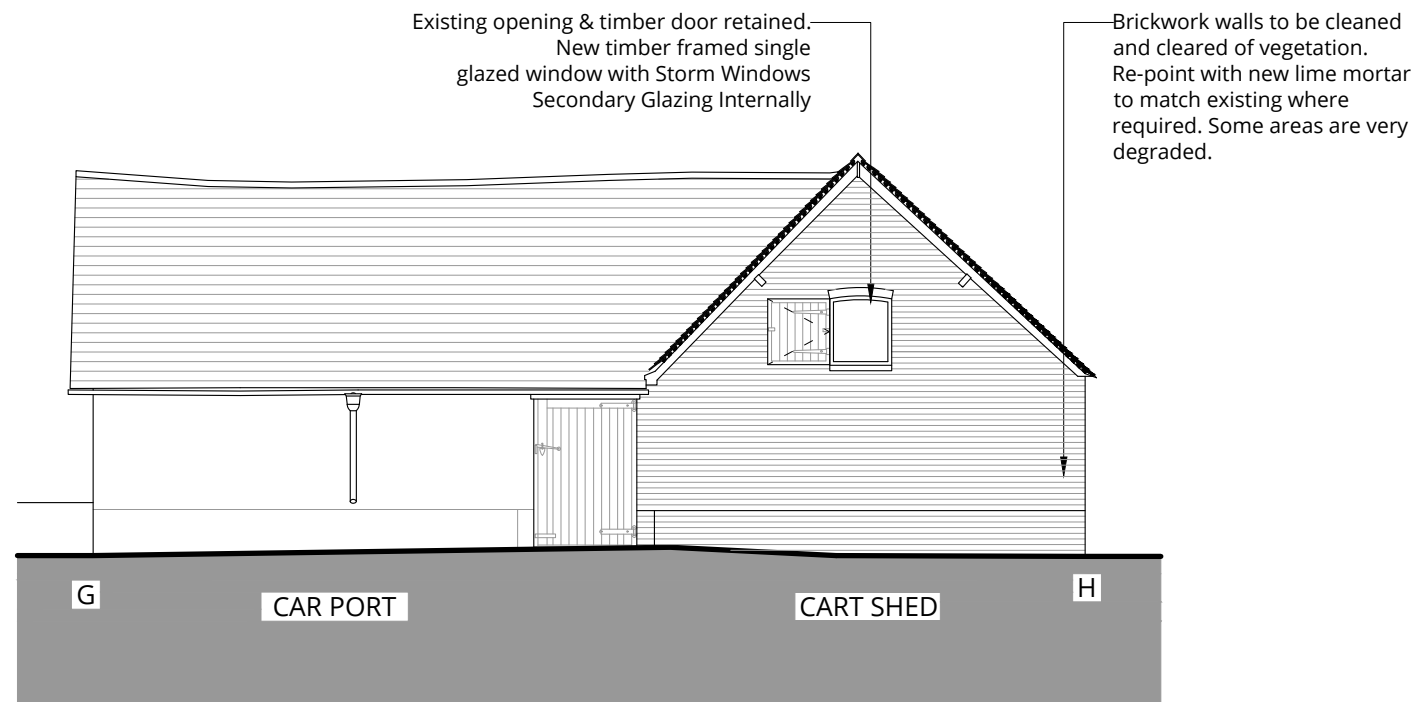 Existing opening & timber door retained.
New timber framed single
glazed window with Storm Windows
Secondary Glazing Internally
Brickwork walls to be cleaned
and cleared of vegetation.
Re-point with new lime mortar
to match existing where
required. Some areas are very
degraded.
G
H
CAR PORT
CART SHED